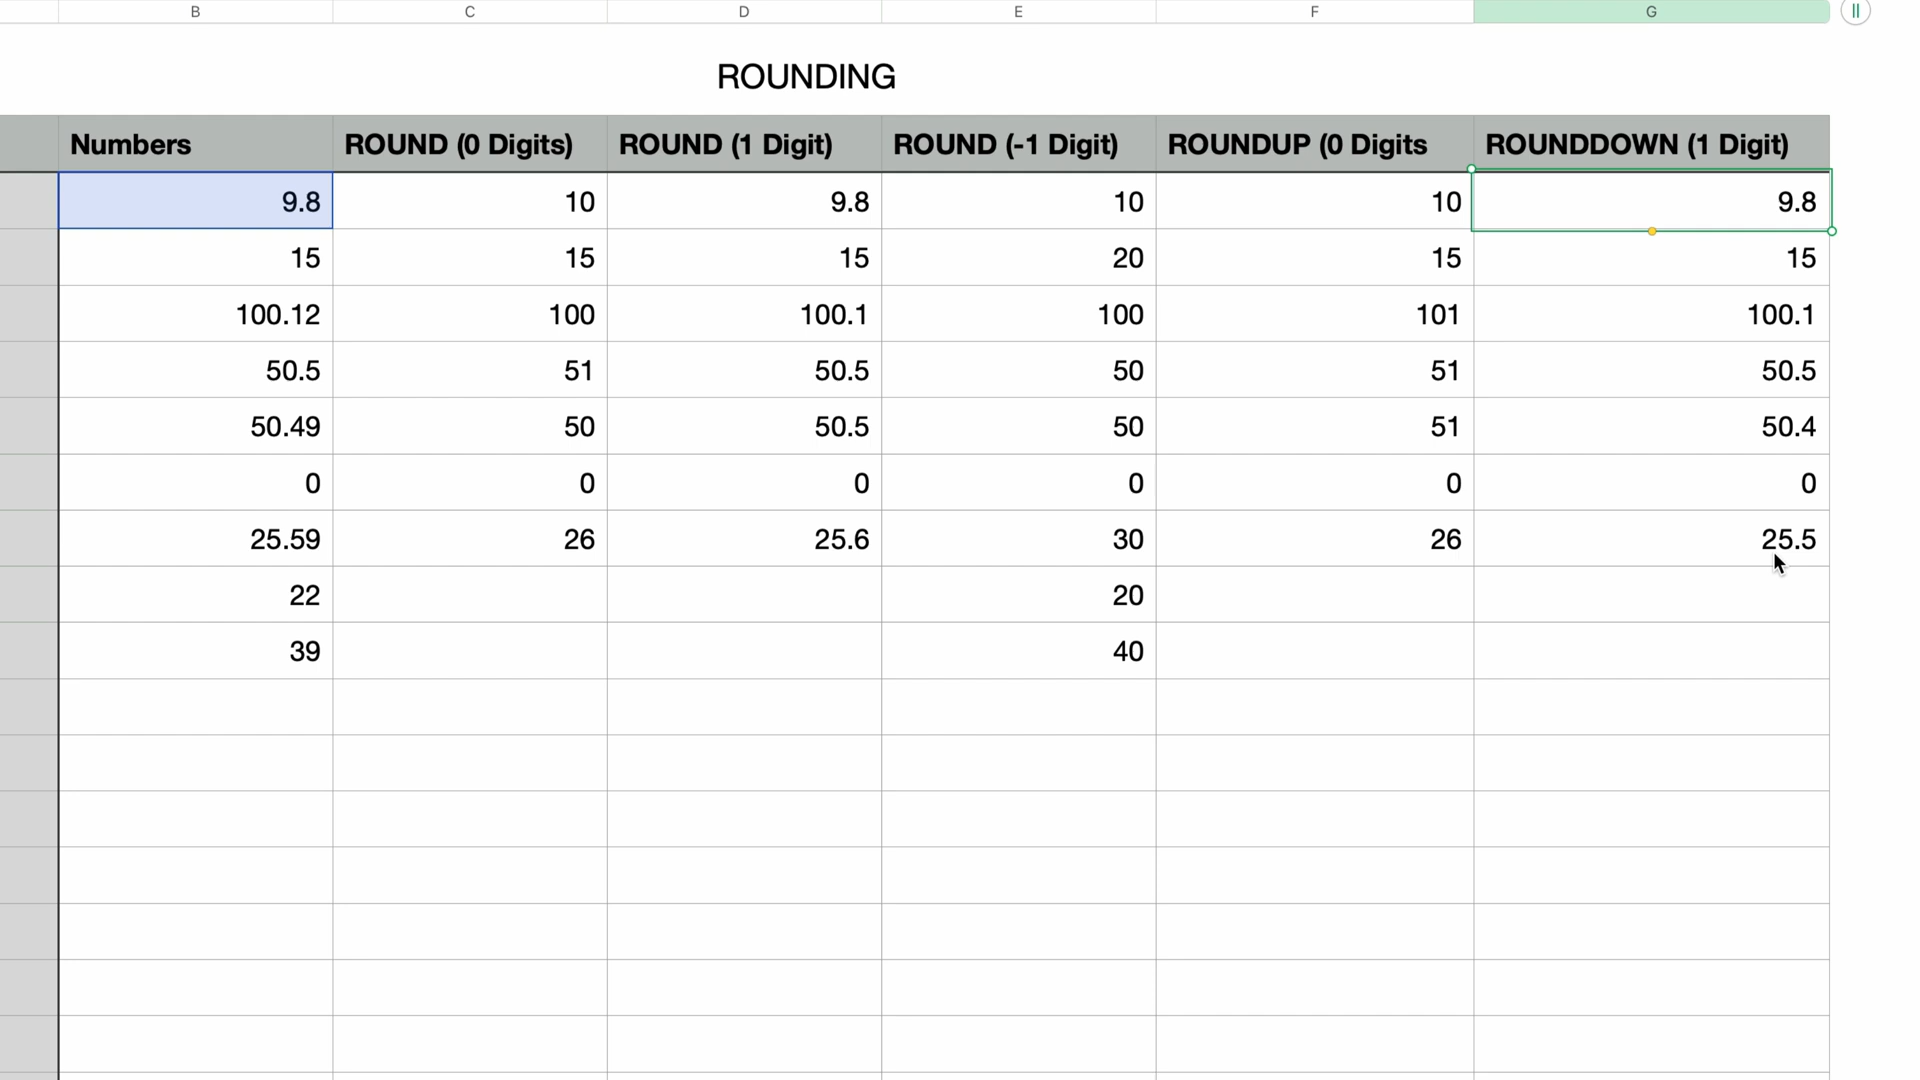 B C D E F G
ROUNDING
Numbers ROUND (0 Digits) ROUND (1 Digit) ROUND (-1 Digit) ROUNDUP (0 Digits ROUNDDOWN (1 Digit)
9.8 10 9.8 10 10 9.8
15 15 15 20 15 15
100.12 100 100.1 100 101 100.1
50.5 51 50.5 50 51 50.5
50.49 50 50.5 50 51 50.4
0 0 0 0 0 0
25.59 26 25.6 30 26 25.5
22 20
39 40